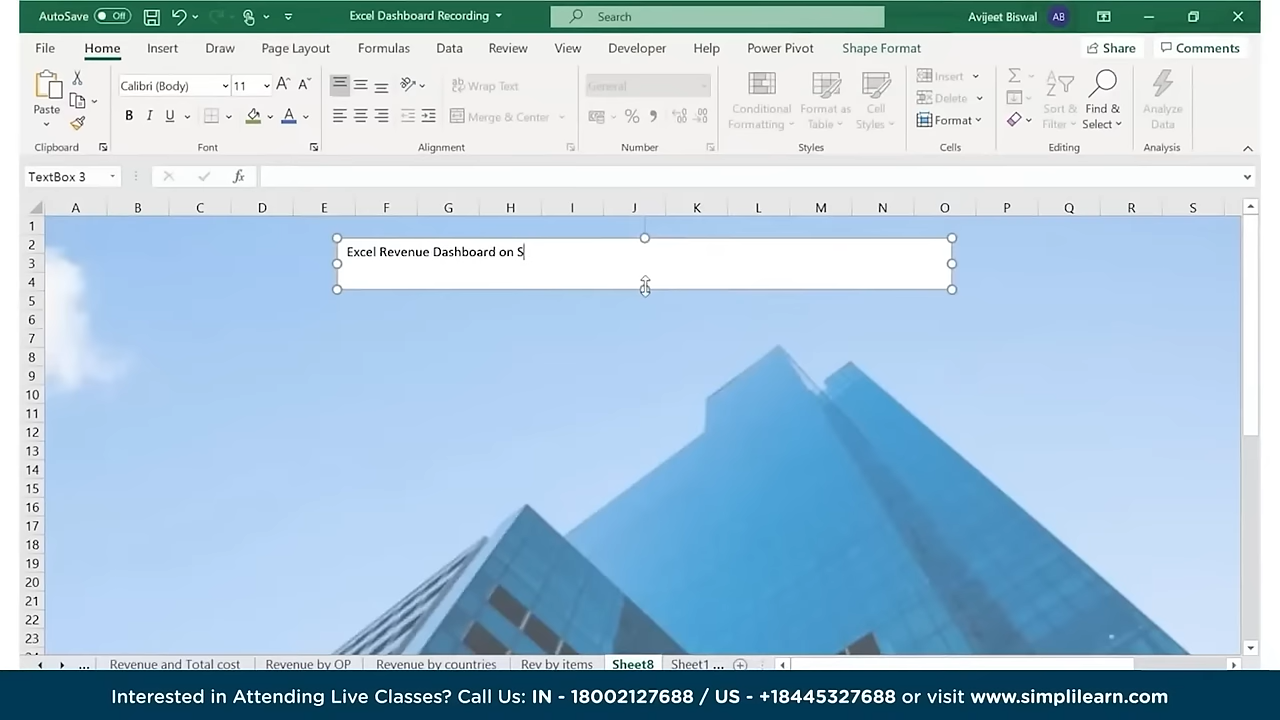 AutoSave Off Excel Dashboard Recording Search Avijeet Biswal AB
File Home Insert Draw Page Layout Formulas Data Review View Developer Help Power Pivot Shape Format Share Comments
Paste
Calibri (Body) 11 A A
B I U A
Wrap Text
Merge & Center
General
%
Conditional Formatting
Format as Table
Cell Styles
Insert
Delete
Format
Sort & Filter
Find & Select
Analyze Data
Clipboard Font Alignment Number Styles Cells Editing Analysis
TextBox 3 fx
A B C D E F G H I J K L M N O P Q R S
1
2
3
4
5
6
7
8
9
10
11
12
13
14
15
16
17
18
19
20
21
22
23
Excel Revenue Dashboard on S
... Revenue and Total cost Revenue by OP Revenue by countries Rev by items Sheet8 Sheet1 ...
Interested in Attending Live Classes? Call Us: IN - 18002127688 / US - +18445327688 or visit www.simplilearn.com